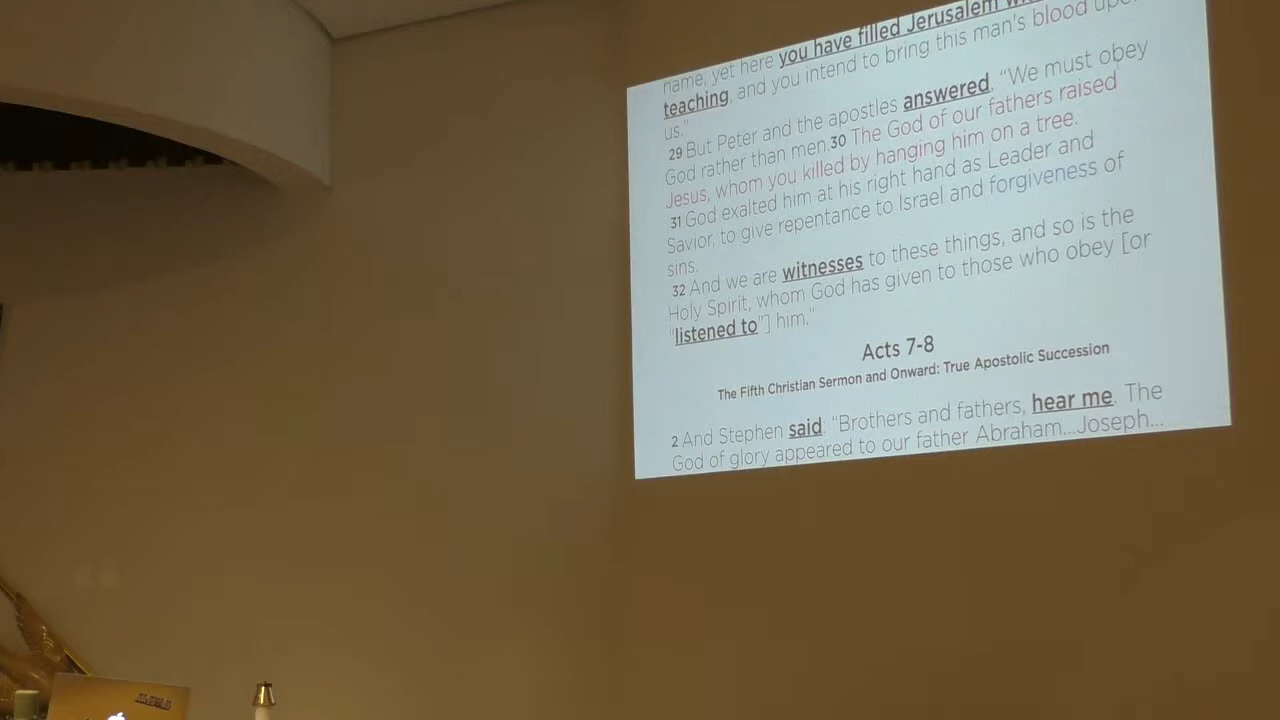 name, yet here you have filled Jerusalem
teaching, and you intend to bring this man's blood upo
us."
29 But Peter and the apostles answered, "We must obey
God rather than men.30 The God of our fathers raised
Jesus, whom you killed by hanging him on a tree.
31 God exalted him at his right hand as Leader and
Savior, to give repentance to Israel and forgiveness of
sins.
32 And we are witnesses to these things, and so is the
Holy Spirit, whom God has given to those who obey [or
"listened to"] him."
Acts 7-8
The Fifth Christian Sermon and Onward: True Apostolic Succession
2 And Stephen said: "Brothers and fathers, hear me. The
God of glory appeared to our father Abraham...Joseph...